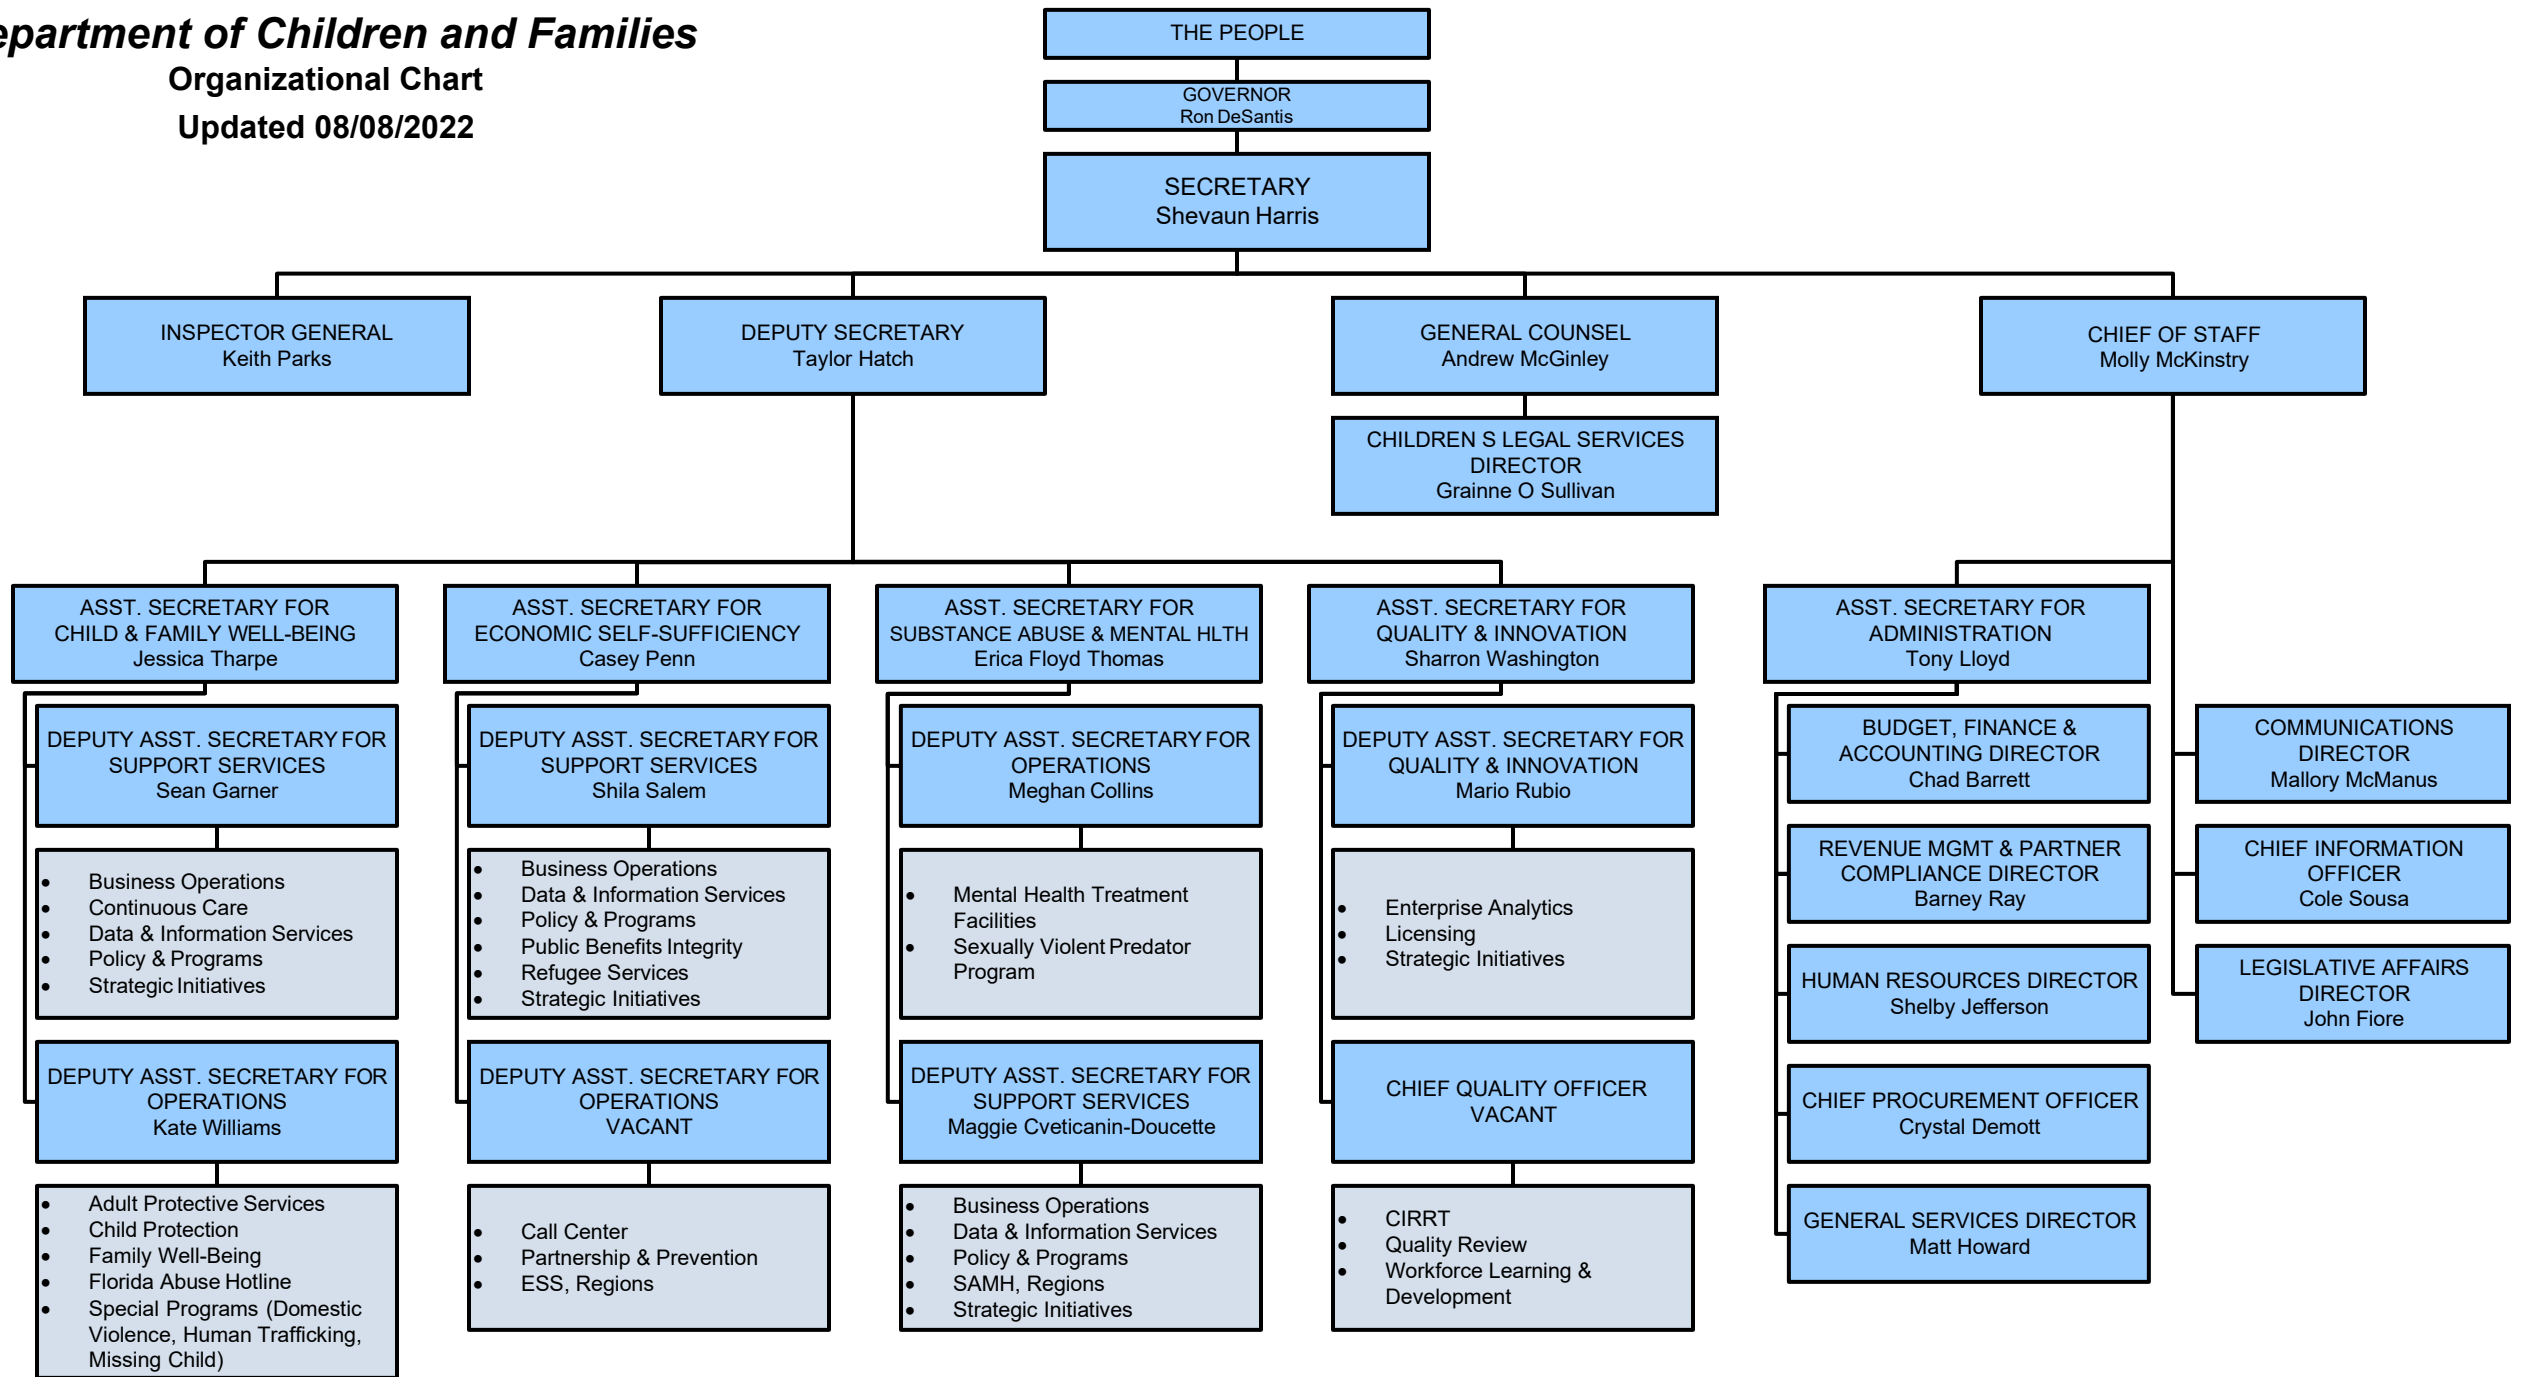 epartment of Children and Families
Organizational Chart
Updated 08/08/2022
THE PEOPLE
GOVERNOR
Ron DeSantis
SECRETARY
Shevaun Harris
INSPECTOR GENERAL
Keith Parks
DEPUTY SECRETARY
Taylor Hatch
GENERAL COUNSEL
Andrew McGinley
CHIEF OF STAFF
Molly McKinstry
CHILDREN S LEGAL SERVICES
DIRECTOR
Grainne O Sullivan
ASST. SECRETARY FOR
CHILD & FAMILY WELL-BEING
Jessica Tharpe
ASST. SECRETARY FOR
ECONOMIC SELF-SUFFICIENCY
Casey Penn
ASST. SECRETARY FOR
SUBSTANCE ABUSE & MENTAL HLTH
Erica Floyd Thomas
ASST. SECRETARY FOR
QUALITY & INNOVATION
Sharron Washington
ASST. SECRETARY FOR
ADMINISTRATION
Tony Lloyd
DEPUTY ASST. SECRETARY FOR
SUPPORT SERVICES
Sean Garner
• Business Operations
• Continuous Care
• Data & Information Services
• Policy & Programs
• Strategic Initiatives
DEPUTY ASST. SECRETARY FOR
OPERATIONS
Kate Williams
• Adult Protective Services
• Child Protection
• Family Well-Being
• Florida Abuse Hotline
• Special Programs (Domestic
Violence, Human Trafficking,
Missing Child)
DEPUTY ASST. SECRETARY FOR
SUPPORT SERVICES
Shila Salem
• Business Operations
• Data & Information Services
• Policy & Programs
• Public Benefits Integrity
• Refugee Services
• Strategic Initiatives
DEPUTY ASST. SECRETARY FOR
OPERATIONS
VACANT
• Call Center
• Partnership & Prevention
• ESS, Regions
DEPUTY ASST. SECRETARY FOR
OPERATIONS
Meghan Collins
• Mental Health Treatment
Facilities
• Sexually Violent Predator
Program
DEPUTY ASST. SECRETARY FOR
SUPPORT SERVICES
Maggie Cveticanin-Doucette
• Business Operations
• Data & Information Services
• Policy & Programs
• SAMH, Regions
• Strategic Initiatives
DEPUTY ASST. SECRETARY FOR
QUALITY & INNOVATION
Mario Rubio
• Enterprise Analytics
• Licensing
• Strategic Initiatives
CHIEF QUALITY OFFICER
VACANT
• CIRRT
• Quality Review
• Workforce Learning &
Development
BUDGET, FINANCE &
ACCOUNTING DIRECTOR
Chad Barrett
REVENUE MGMT & PARTNER
COMPLIANCE DIRECTOR
Barney Ray
HUMAN RESOURCES DIRECTOR
Shelby Jefferson
CHIEF PROCUREMENT OFFICER
Crystal Demott
GENERAL SERVICES DIRECTOR
Matt Howard
COMMUNICATIONS
DIRECTOR
Mallory McManus
CHIEF INFORMATION
OFFICER
Cole Sousa
LEGISLATIVE AFFAIRS
DIRECTOR
John Fiore